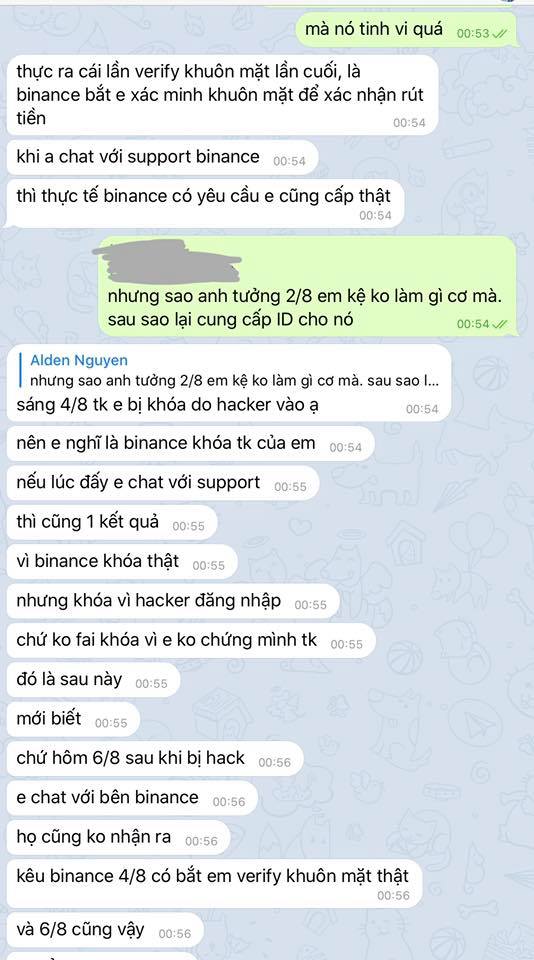 mà nó tinh vi quá 00:53
thực ra cái lần verify khuôn mặt lần cuối, là
binance bắt e xác minh khuôn mặt để xác nhận rút
tiền 00:54
khi a chat với support binance 00:54
thì thực tế binance có yêu cầu e cũng cấp thật
00:54
nhưng sao anh tưởng 2/8 em kệ ko làm gì cơ mà.
sau sao lại cung cấp ID cho nó 00:54
Alden Nguyen
nhưng sao anh tưởng 2/8 em kệ ko làm gì cơ mà. sau sao l...
sáng 4/8 tk e bị khóa do hacker vào ạ 00:54
nên e nghĩ là binance khóa tk của em 00:54
nếu lúc đấy e chat với support 00:55
thì cũng 1 kết quả 00:55
vì binance khóa thật 00:55
nhưng khóa vì hacker đăng nhập 00:55
chứ ko fai khóa vì e ko chứng mình tk 00:55
đó là sau này 00:55
mới biết 00:55
chứ hôm 6/8 sau khi bị hack 00:56
e chat với bên binance 00:56
họ cũng ko nhận ra 00:56
kêu binance 4/8 có bắt em verify khuôn mặt thật
00:56
và 6/8 cũng vậy 00:56